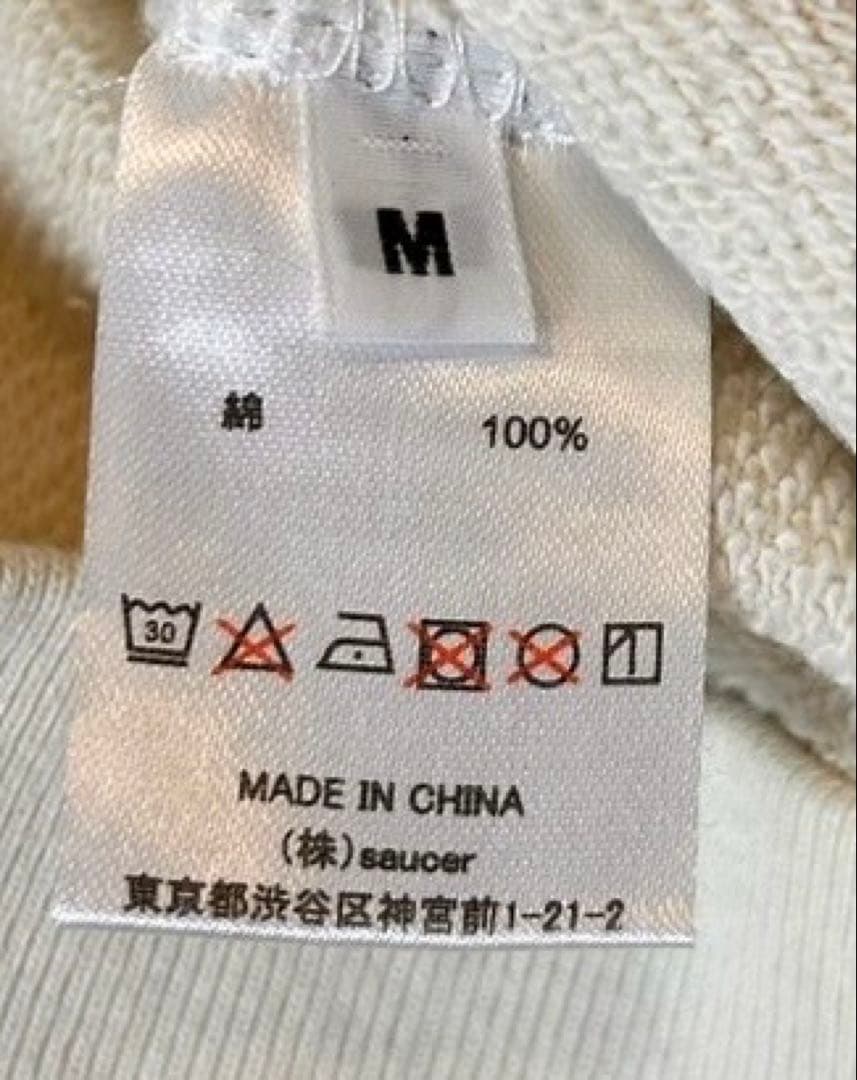 M
綿 100%
30
MADE IN CHINA
(株)saucer
東京都渋谷区神宮前1-21-2